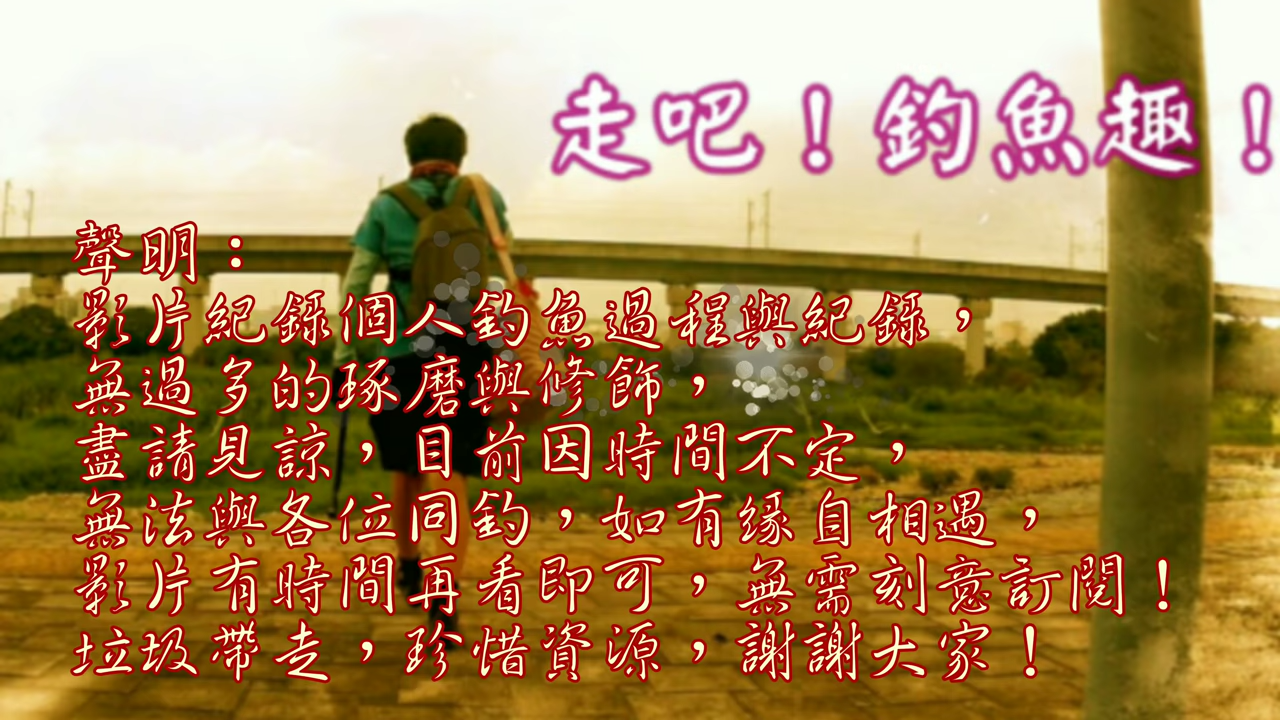 走吧！釣魚趣！
聲明：
影片紀錄個人釣魚過程與紀錄，
無過多的琢磨與修飾，
盡請見諒，目前因時間不定，
無法與各位同釣，如有緣自相遇，
影片有時間再看即可，無需刻意訂閱！
垃圾帶走，珍惜資源，謝謝大家！